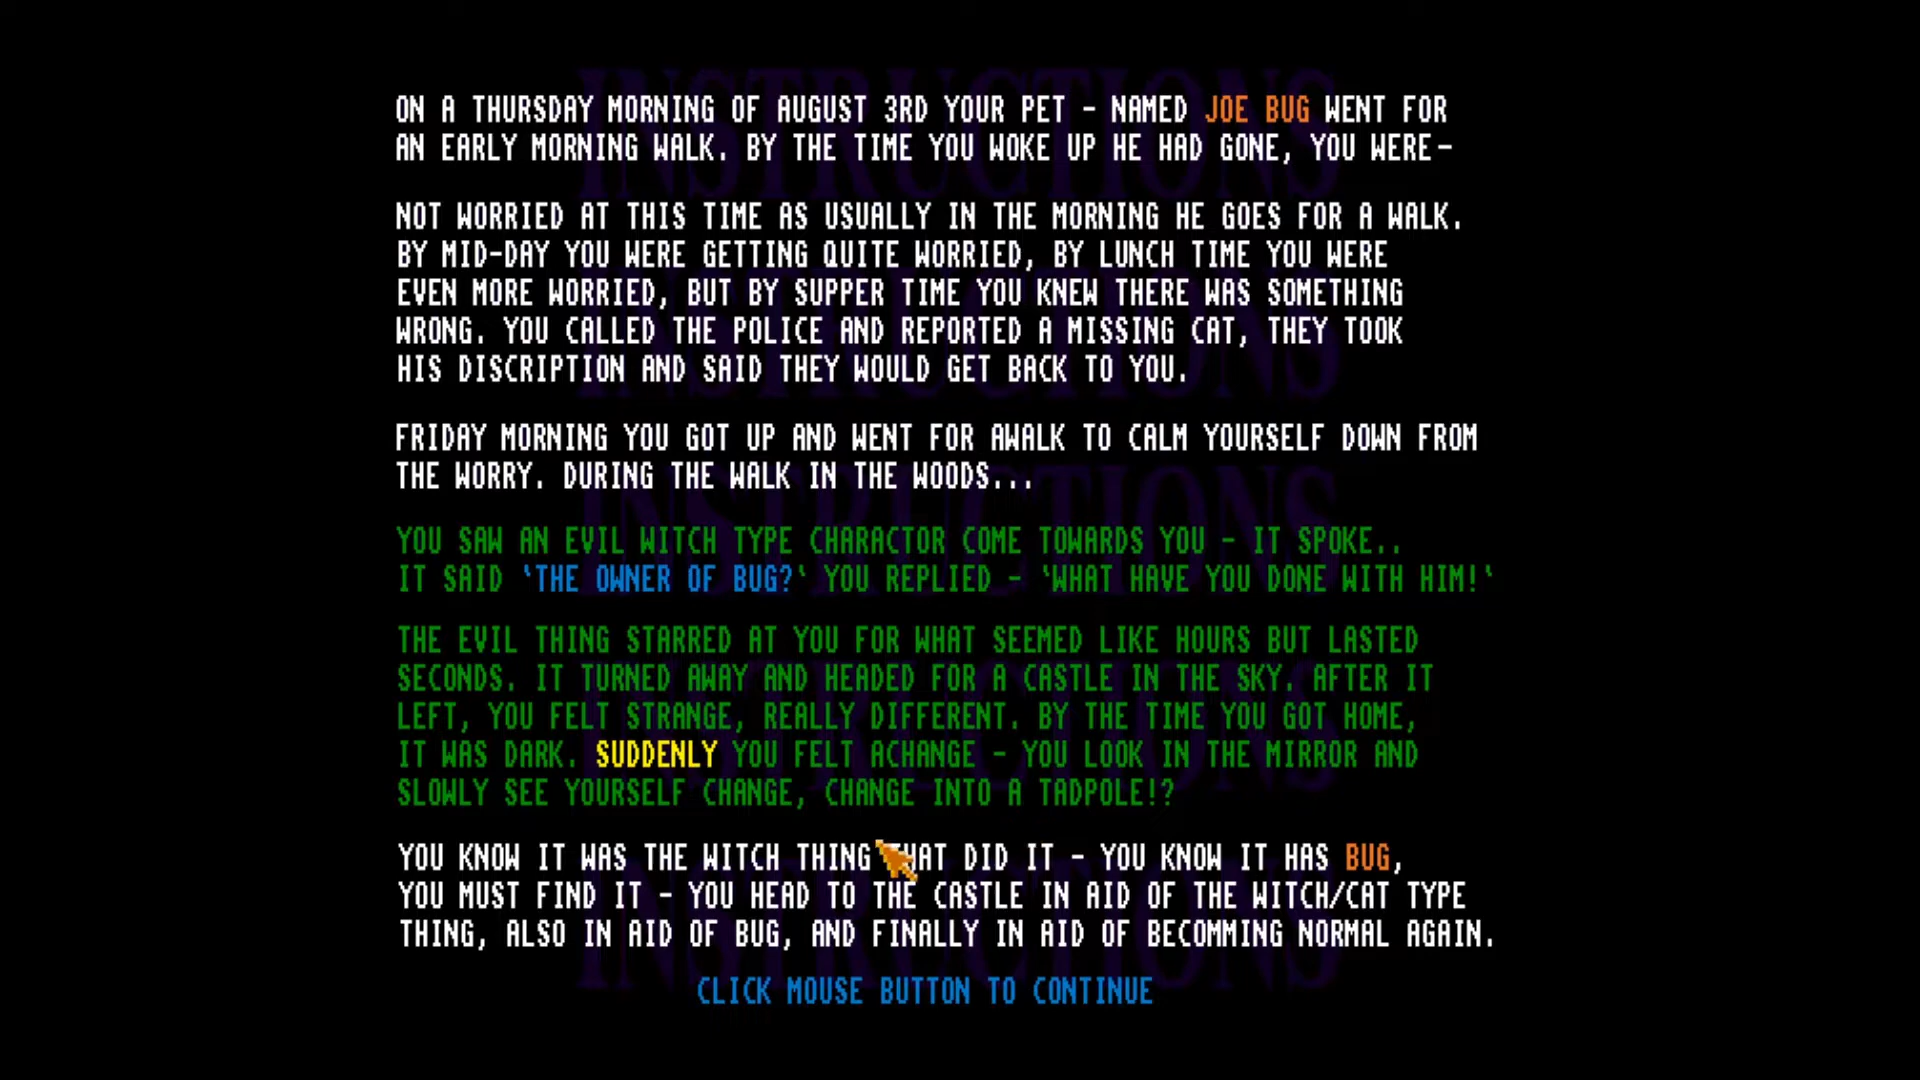 ON A THURSDAY MORNING OF AUGUST 3RD YOUR PET - NAMED JOE BUG WENT FOR
AN EARLY MORNING WALK. BY THE TIME YOU WOKE UP HE HAD GONE, YOU WERE-
NOT WORRIED AT THIS TIME AS USUALLY IN THE MORNING HE GOES FOR A WALK.
BY MID-DAY YOU WERE GETTING QUITE WORRIED, BY LUNCH TIME YOU WERE
EVEN MORE WORRIED, BUT BY SUPPER TIME YOU KNEW THERE WAS SOMETHING
WRONG. YOU CALLED THE POLICE AND REPORTED A MISSING CAT, THEY TOOK
HIS DISCRIPTION AND SAID THEY WOULD GET BACK TO YOU.
FRIDAY MORNING YOU GOT UP AND WENT FOR AWALK TO CALM YOURSELF DOWN FROM
THE WORRY. DURING THE WALK IN THE WOODS...
YOU SAW AN EVIL WITCH TYPE CHARACTOR COME TOWARDS YOU - IT SPOKE..
IT SAID 'THE OWNER OF BUG?' YOU REPLIED - 'WHAT HAVE YOU DONE WITH HIM!'
THE EVIL THING STARRED AT YOU FOR WHAT SEEMED LIKE HOURS BUT LASTED
SECONDS. IT TURNED AWAY AND HEADED FOR A CASTLE IN THE SKY. AFTER IT
LEFT, YOU FELT STRANGE, REALLY DIFFERENT. BY THE TIME YOU GOT HOME,
IT WAS DARK. SUDDENLY YOU FELT ACHANGE - YOU LOOK IN THE MIRROR AND
SLOWLY SEE YOURSELF CHANGE, CHANGE INTO A TADPOLE!?
YOU KNOW IT WAS THE WITCH THING THAT DID IT - YOU KNOW IT HAS BUG,
YOU MUST FIND IT - YOU HEAD TO THE CASTLE IN AID OF THE WITCH/CAT TYPE
THING, ALSO IN AID OF BUG, AND FINALLY IN AID OF BECOMMING NORMAL AGAIN.
CLICK MOUSE BUTTON TO CONTINUE
INSTRUCTIONS
INSTRUCTIONS
INSTRUCTIONS
INSTRUCTIONS
INSTRUCTIONS